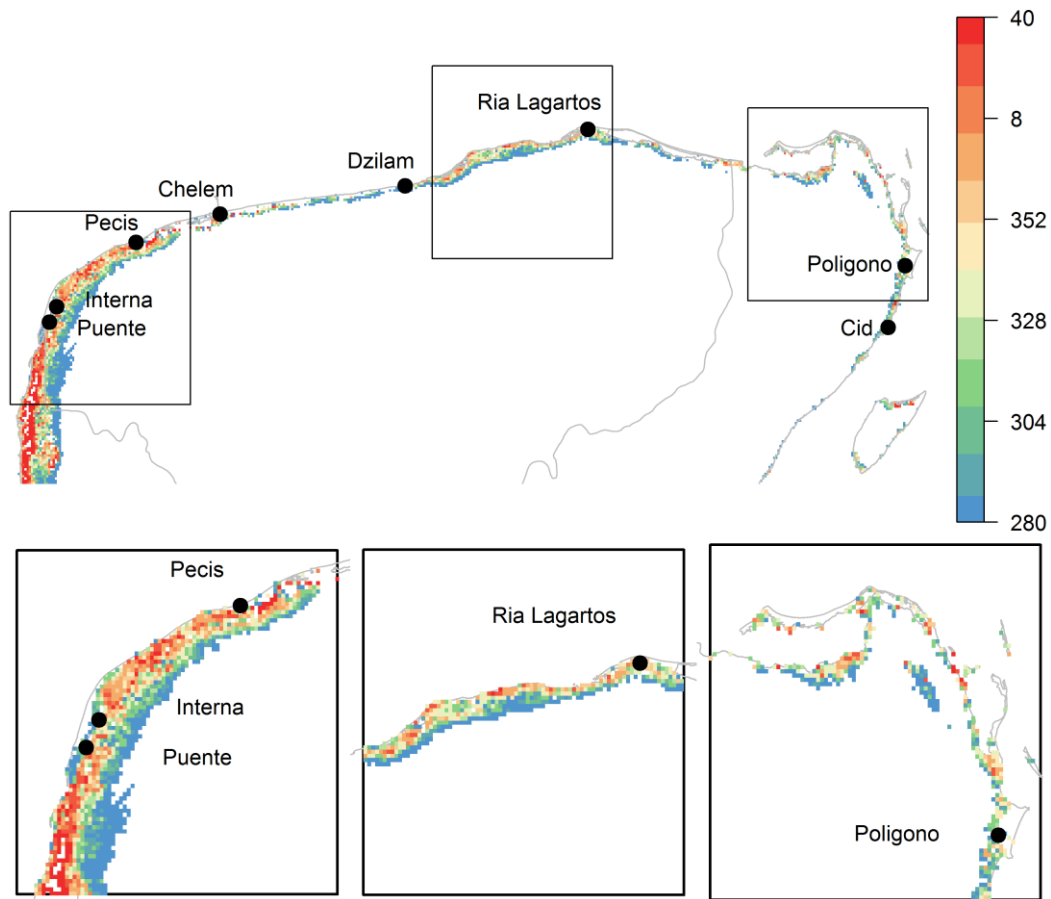 40
Ria Lagartos
8
Dzilam
Chelem
352
Pecis
Poligono
Interna
Puente
328
Cid
304
280
Pecis
Ria Lagartos
Interna
Puente
Poligono